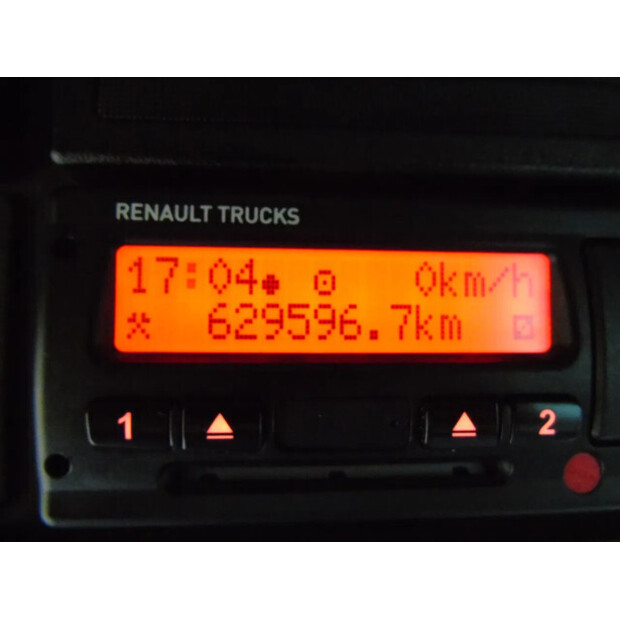 RENAULT TRUCKS
17:04 0km/h
629596.7km
1 2